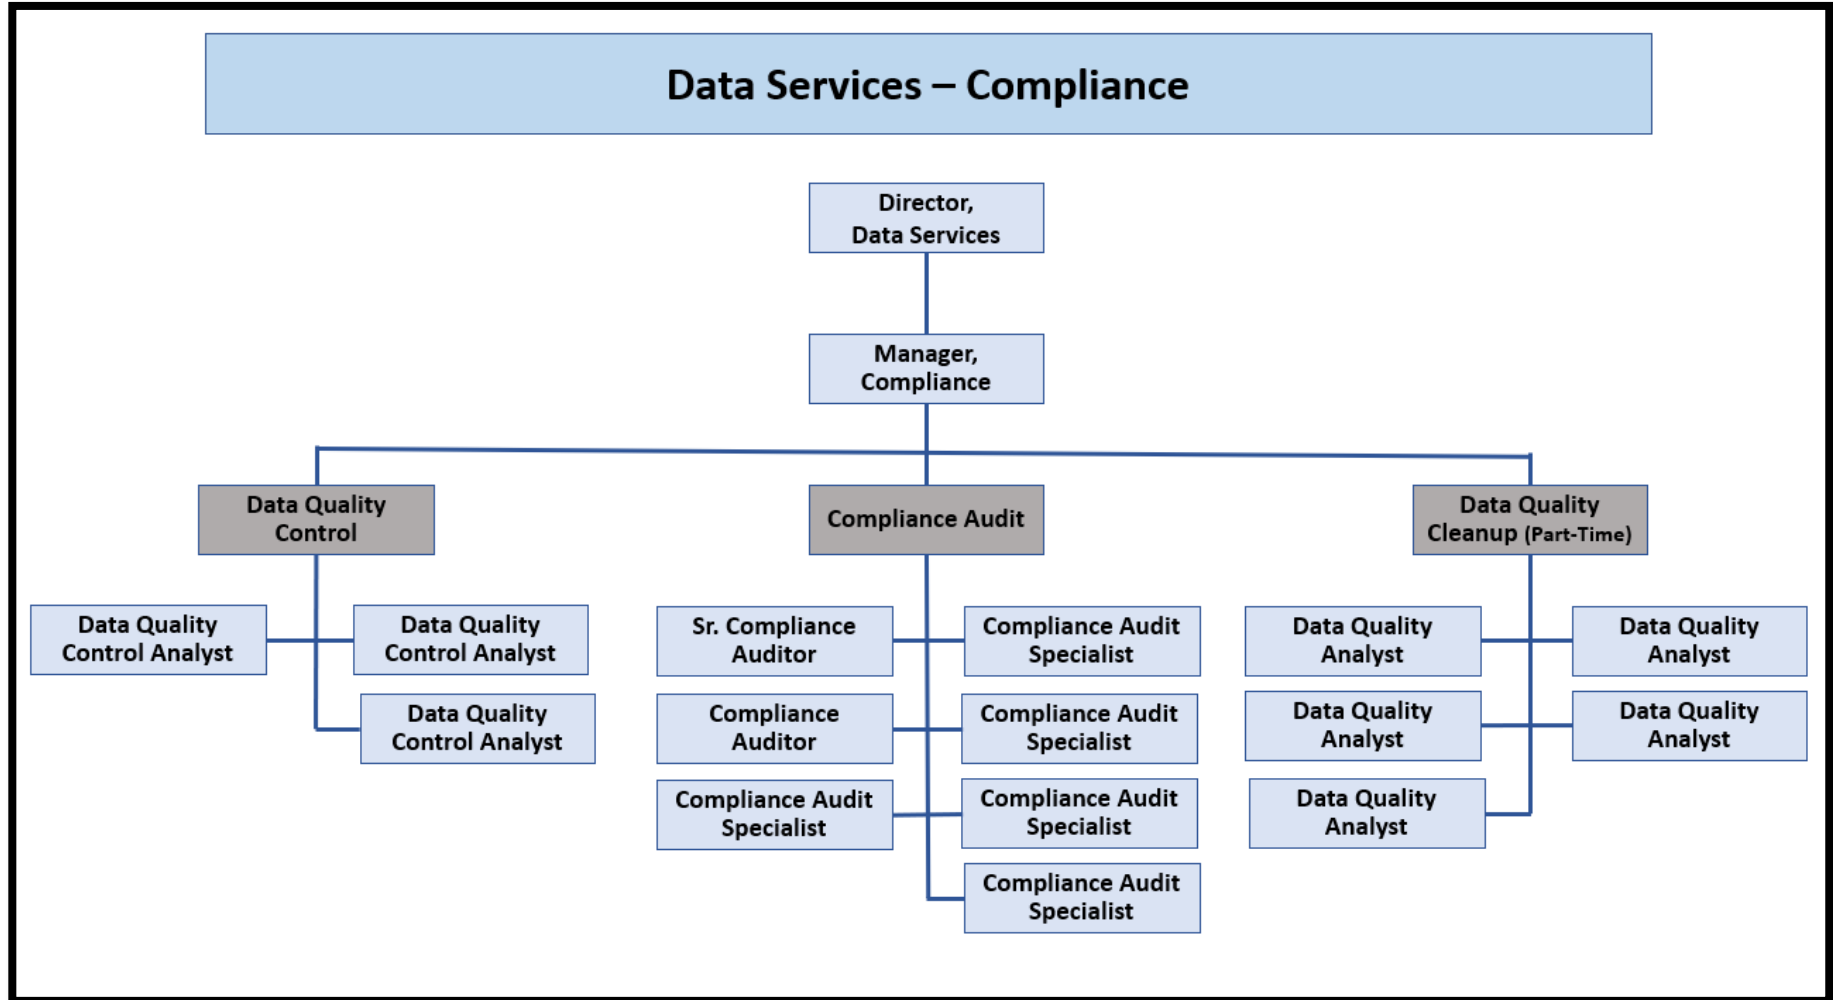 Data Services – Compliance
Director,
Data Services
Manager,
Compliance
Data Quality
Control
Data Quality
Control Analyst
Data Quality
Control Analyst
Data Quality
Control Analyst
Compliance Audit
Sr. Compliance
Auditor
Compliance Audit
Specialist
Compliance
Auditor
Compliance Audit
Specialist
Compliance Audit
Specialist
Compliance Audit
Specialist
Compliance Audit
Specialist
Data Quality
Cleanup (Part-Time)
Data Quality
Analyst
Data Quality
Analyst
Data Quality
Analyst
Data Quality
Analyst
Data Quality
Analyst